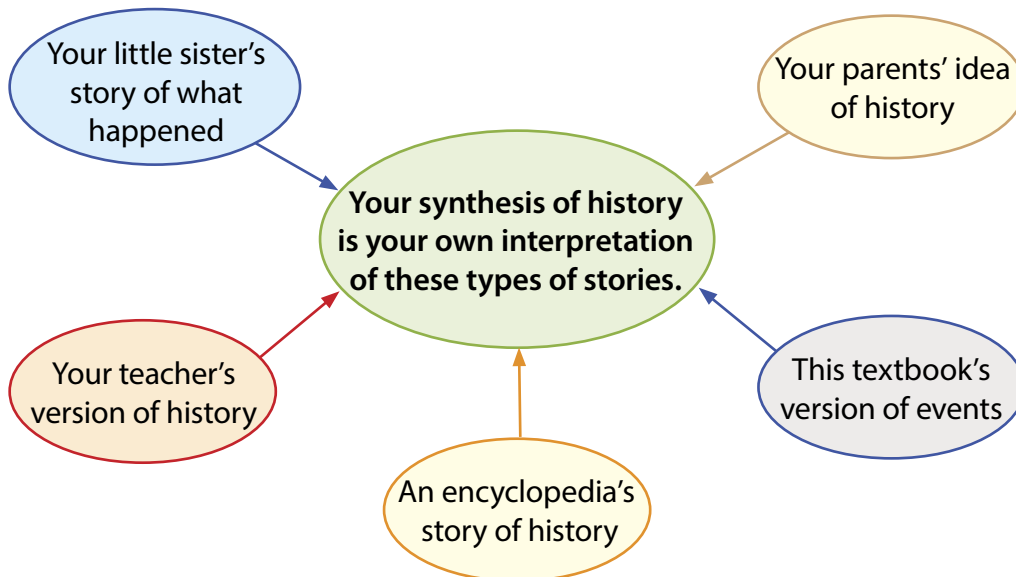 Your little sister’s
story of what
happened
Your parents’ idea
of history
Your synthesis of history
is your own interpretation
of these types of stories.
Your teacher’s
version of history
This textbook’s
version of events
An encyclopedia’s
story of history